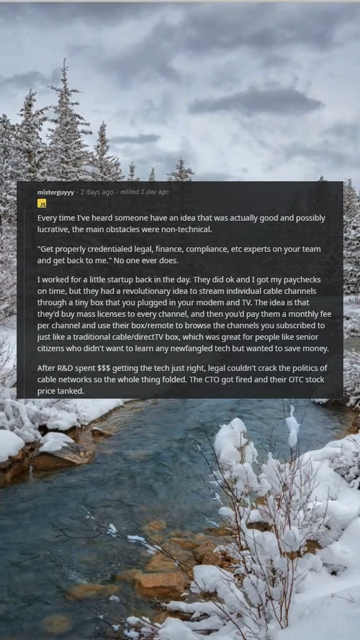 misterguyyy · 2 days ago · edited 1 day ago
JS
Every time I've heard someone have an idea that was actually good and possibly
lucrative, the main obstacles were non-technical.
"Get properly credentialed legal, finance, compliance, etc experts on your team
and get back to me." No one ever does.
I worked for a little startup back in the day. They did ok and I got my paychecks
on time, but they had a revolutionary idea to stream individual cable channels
through a tiny box that you plugged in your modem and TV. The idea is that
they'd buy mass licenses to every channel, and then you'd pay them a monthly fee
per channel and use their box/remote to browse the channels you subscribed to
just like a traditional cable/directTV box, which was great for people like senior
citizens who didn't want to learn any newfangled tech but wanted to save money.
After R&D spent $$$ getting the tech just right, legal couldn't crack the politics of
cable networks so the whole thing folded. The CTO got fired and their OTC stock
price tanked.